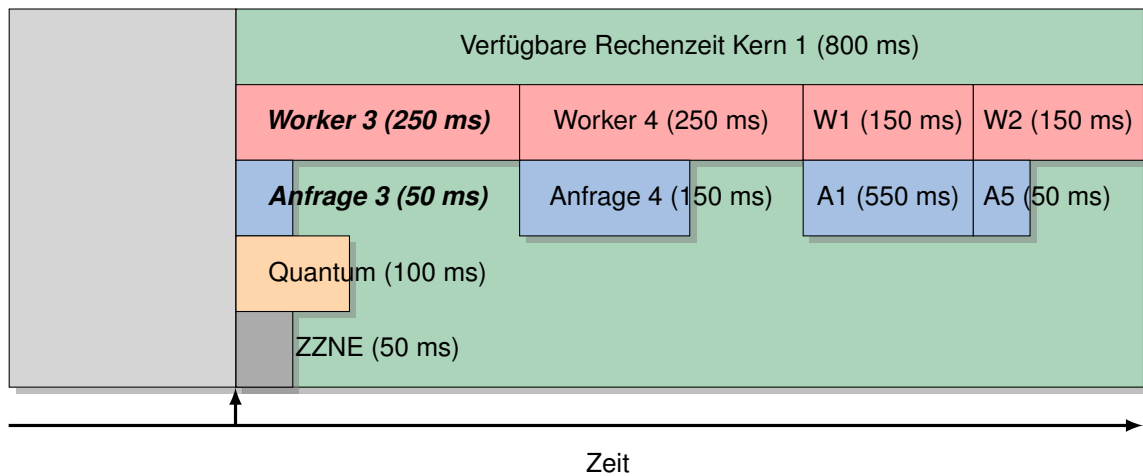 Verfügbare Rechenzeit Kern 1 (800 ms)
Worker 3 (250 ms) Worker 4 (250 ms) W1 (150 ms) W2 (150 ms)
Anfrage 3 (50 ms) Anfrage 4 (150 ms) A1 (550 ms) A5 (50 ms)
Quantum (100 ms)
ZZNE (50 ms)
Zeit